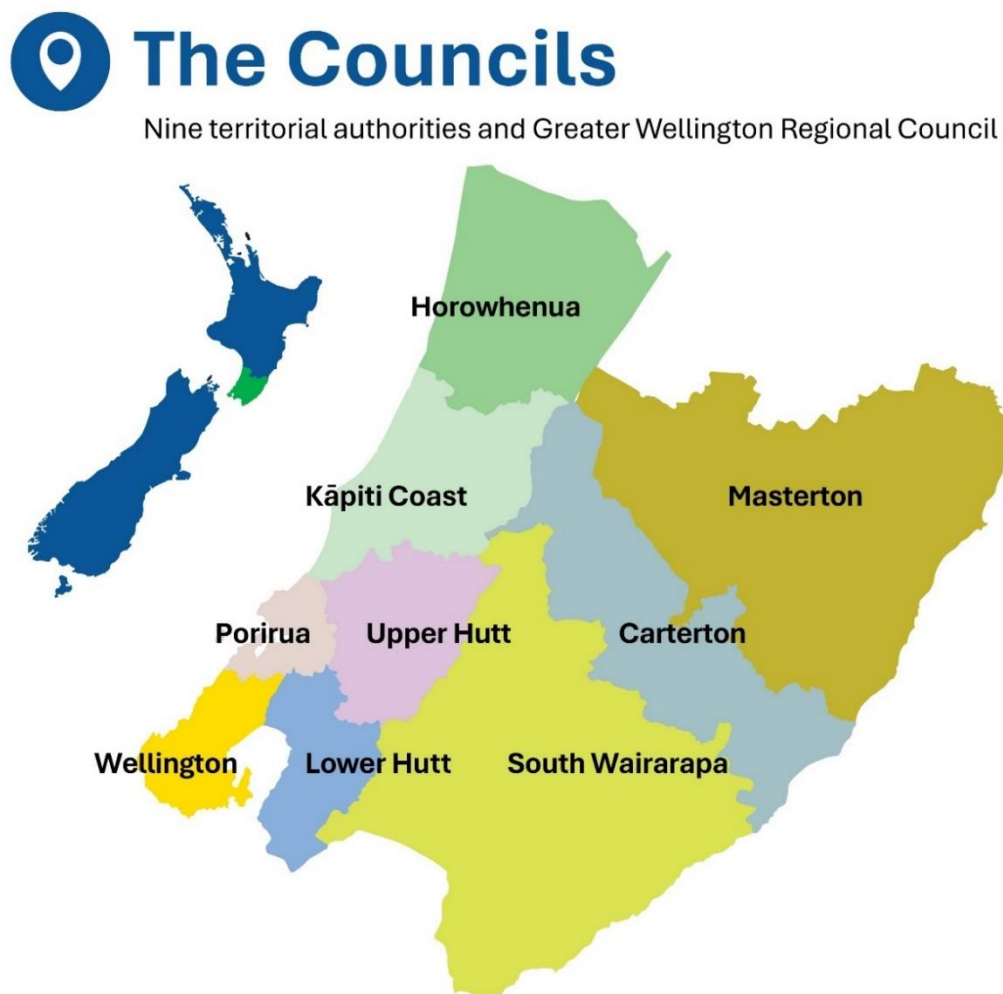 The Councils
Nine territorial authorities and Greater Wellington Regional Council
Horowhenua
Kāpiti Coast
Masterton
Porirua
Upper Hutt
Carterton
Wellington
Lower Hutt
South Wairarapa